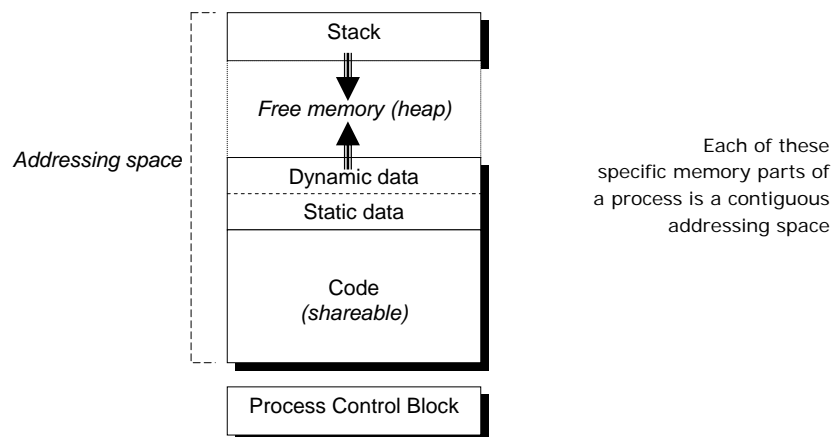 Stack
Free memory (heap)
Addressing space
Dynamic data
Static data
Code
(shareable)
Process Control Block
Each of these
specific memory parts of
a process is a contiguous
addressing space